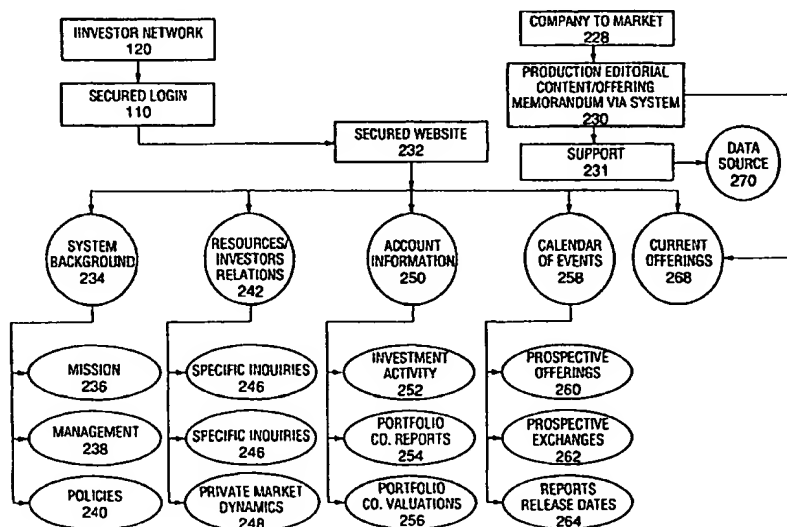 IINVESTOR NETWORK
120
SECURED LOGIN
110
COMPANY TO MARKET
228
PRODUCTION EDITORIAL
CONTENT/OFFERING
MEMORANDUM VIA SYSTEM
230
SECURED WEBSITE
232
SUPPORT
231
DATA
SOURCE
270
SYSTEM
BACKGROUND
234
RESOURCES/
INVESTORS
RELATIONS
242
ACCOUNT
INFORMATION
250
CALENDAR
OF EVENTS
258
CURRENT
OFFERINGS
268
MISSION
236
SPECIFIC INQUIRIES
246
INVESTMENT
ACTIVITY
252
PROSPECTIVE
OFFERINGS
260
MANAGEMENT
238
SPECIFIC INQUIRIES
246
PORTFOLIO
CO. REPORTS
254
PROSPECTIVE
EXCHANGES
262
POLICIES
240
PRIVATE MARKET
DYNAMICS
248
PORTFOLIO
CO. VALUATIONS
256
REPORTS
RELEASE DATES
264